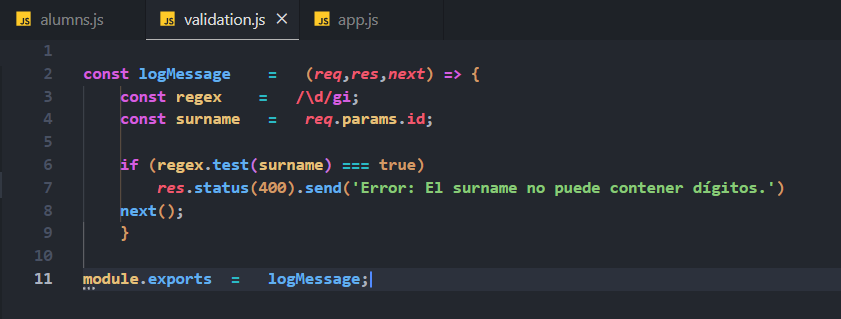 JS alumns.js JS validation.js × JS app.js
1
2 const logMessage = (req,res,next) => {
3 const regex = /\d/gi;
4 const surname = req.params.id;
5
6 if (regex.test(surname) === true)
7 res.status(400).send('Error: El surname no puede contener dígitos.')
8 next();
9 }
10
11 module.exports = logMessage;